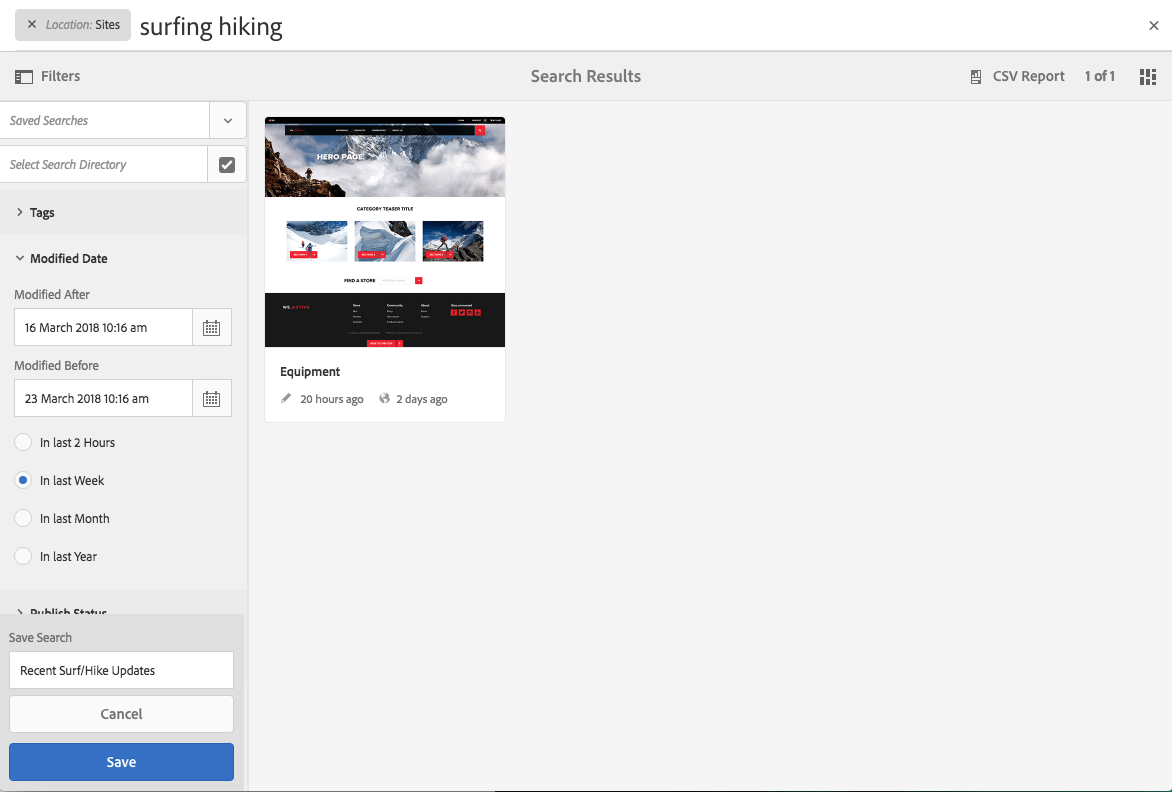 Location: Sites
surfing hiking
Filters
Search Results
CSV Report
1 of 1
Saved Searches
Select Search Directory
Tags
Modified Date
Modified After
16 March 2018 10:16 am
Modified Before
23 March 2018 10:16 am
In last 2 Hours
In last Week
In last Month
In last Year
Publish Status
Save Search
Recent Surf/Hike Updates
Cancel
Save
HERO PAGE
CATEGORY TEASER TITLE
FIND A STORE
Equipment
20 hours ago
2 days ago